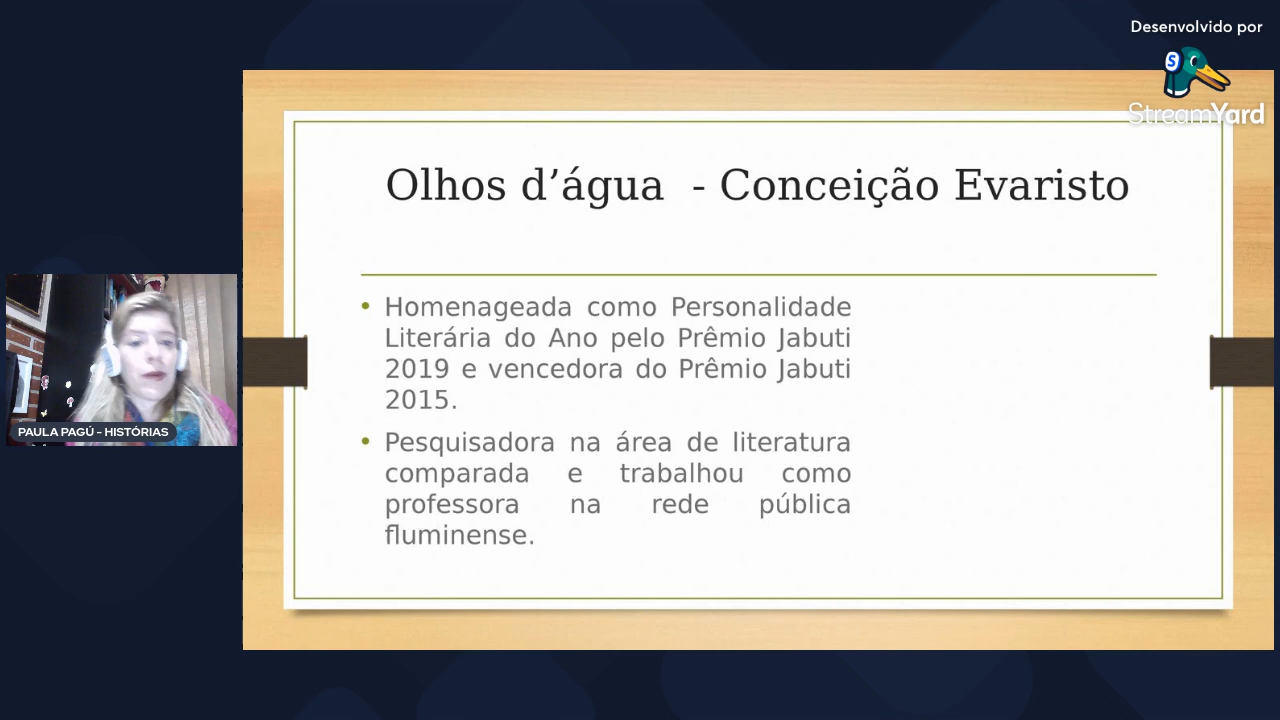 Desenvolvido por
StreamYard
Olhos d’água - Conceição Evaristo
• Homenageada como Personalidade
Literária do Ano pelo Prêmio Jabuti
2019 e vencedora do Prêmio Jabuti
2015.
• Pesquisadora na área de literatura
comparada e trabalhou como
professora na rede pública
fluminense.
PAULA PAGÚ – HISTÓRIAS